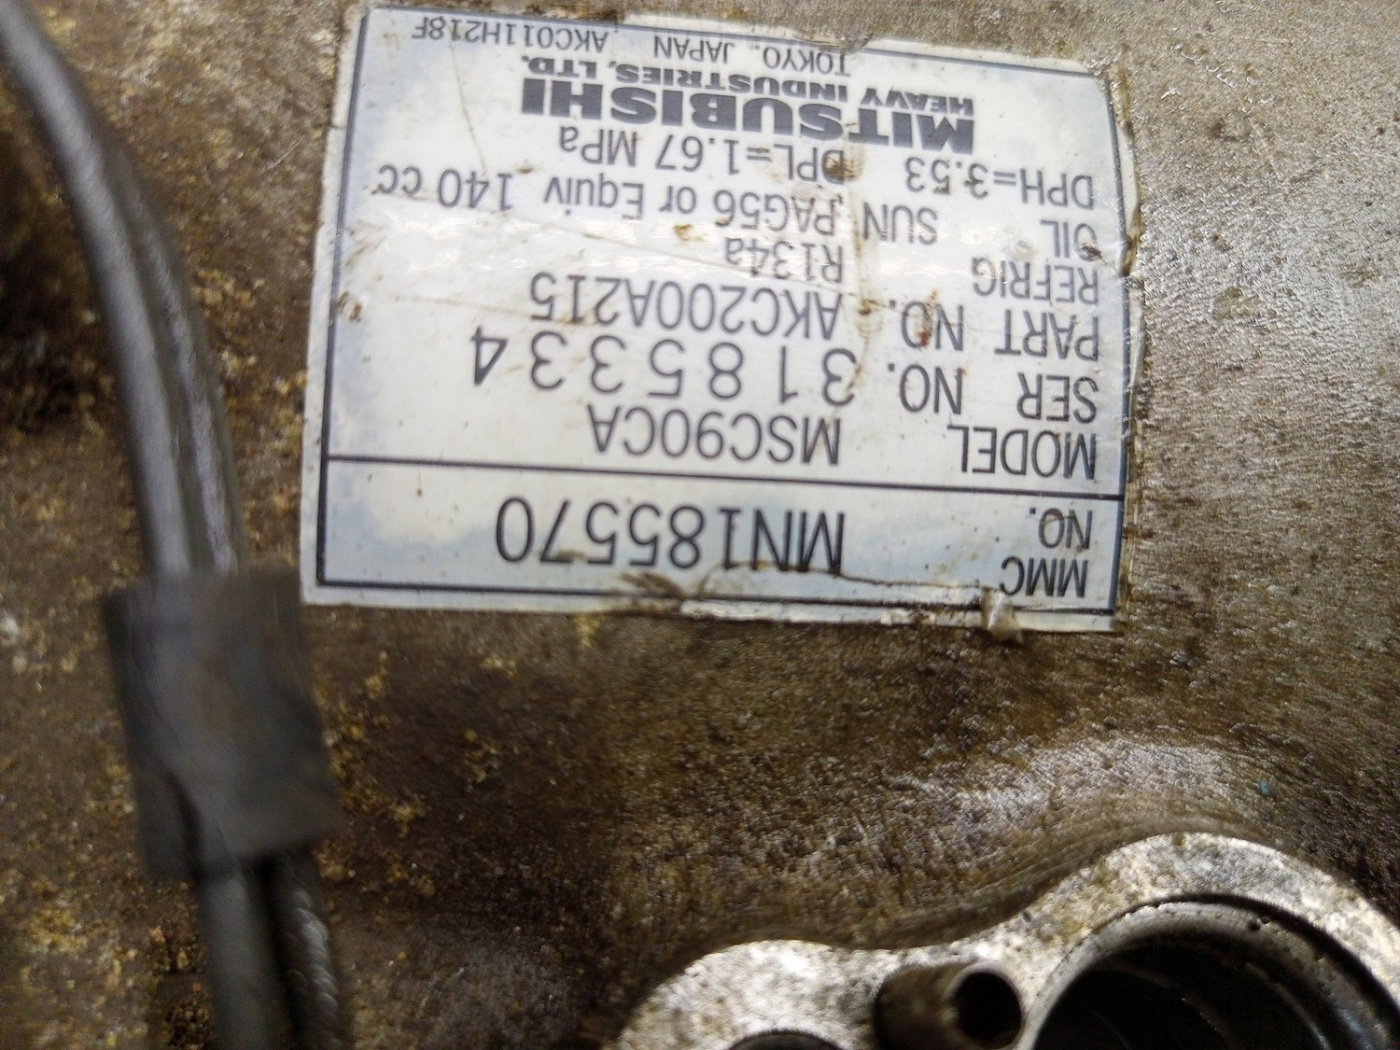 MMC
NO. MN185570
MODEL MSC90CA
SER NO. 3185334
PART NO. AKC200A215
REFRIG R134a
OIL SUN PAG56 or Equiv 140 cc
DPH=3.53 DPL=1.67 MPa
MITSUBISHI
HEAVY INDUSTRIES, LTD.
TOKYO, JAPAN AKC011H218F